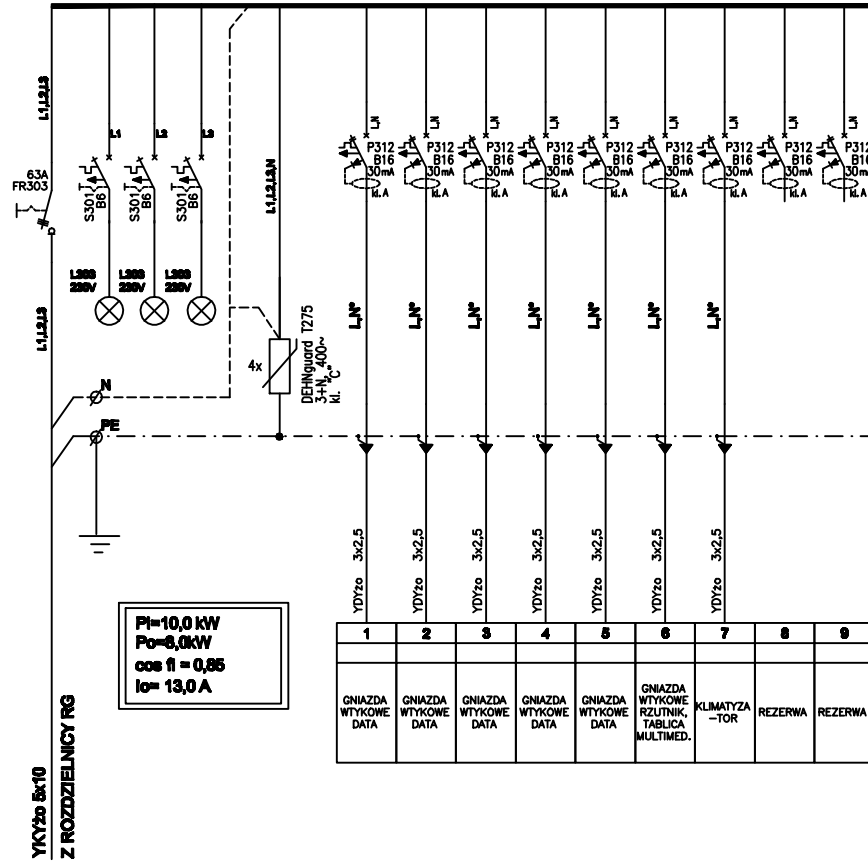 L1,L2,L3
L1
L2
L3
63A
FR303
S301
B6
S301
B6
S301
B6
L1,L2,L3,N
L,N
P312
B16
30mA
kl. A
L,N
P312
B16
30mA
kl. A
L,N
P312
B16
30mA
kl. A
L,N
P312
B16
30mA
kl. A
L,N
P312
B16
30mA
kl. A
L,N
P312
B16
30mA
kl. A
L,N
P312
B16
30mA
kl. A
L,N
P312
B16
30mA
kl. A
L,N
P312
B16
30mA
kl. A
L303
230V
L303
230V
L303
230V
L1,L2,L3
4x
DEHNguard T275
3+N, 400~
kl. "C"
L,N°
L,N°
L,N°
L,N°
L,N°
L,N°
L,N°
N
PE
YDYżo 3x2,5
YDYżo 3x2,5
YDYżo 3x2,5
YDYżo 3x2,5
YDYżo 3x2,5
YDYżo 3x2,5
YDYżo 3x2,5
Pi=10,0 kW
Po=8,0kW
cos fi = 0,85
Io= 13,0 A
1 2 3 4 5 6 7 8 9
GNIAZDA
WTYKOWE
DATA
GNIAZDA
WTYKOWE
DATA
GNIAZDA
WTYKOWE
DATA
GNIAZDA
WTYKOWE
DATA
GNIAZDA
WTYKOWE
DATA
GNIAZDA
WTYKOWE
RZUTNIK,
TABLICA
MULTIMED.
KLIMATYZA
-TOR
REZERWA
REZERWA
YKYżo 5x10
Z ROZDZIELNICY RG